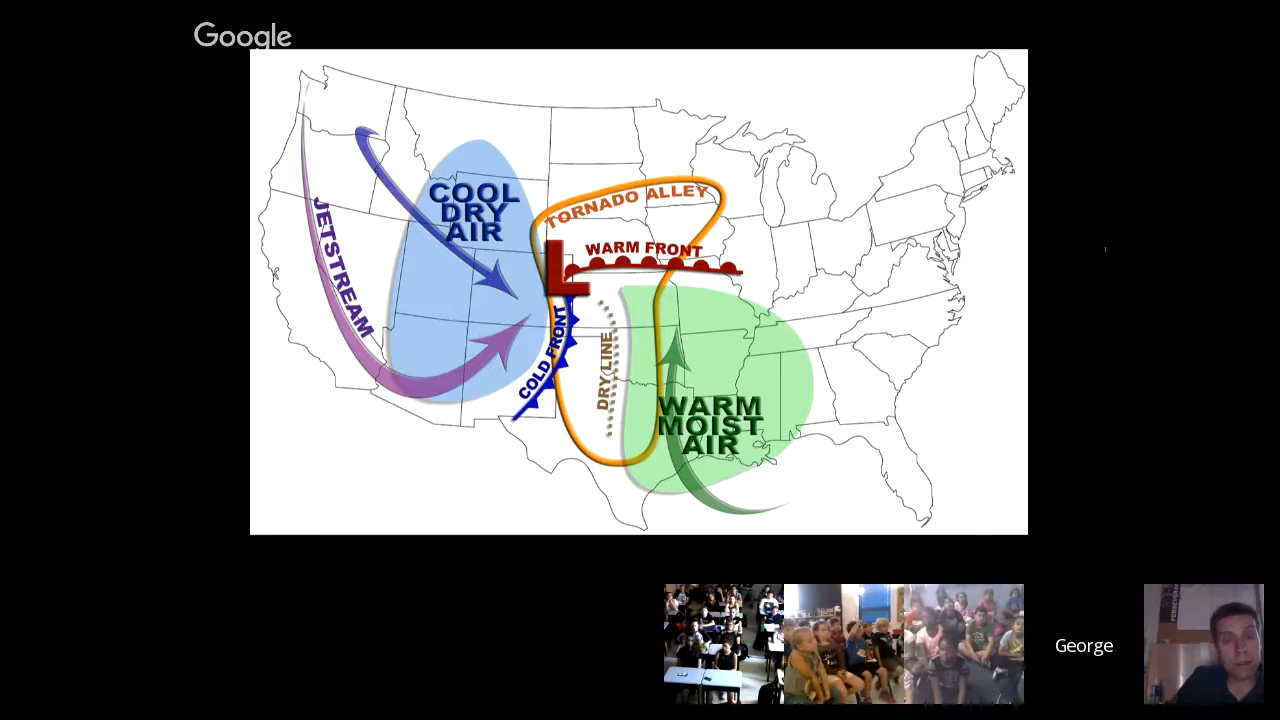 Google
COOL
DRY
AIR
TORNADO ALLEY
JETSTREAM
WARM FRONT
L
COLD FRONT
DRY LINE
WARM
MOIST
AIR
George